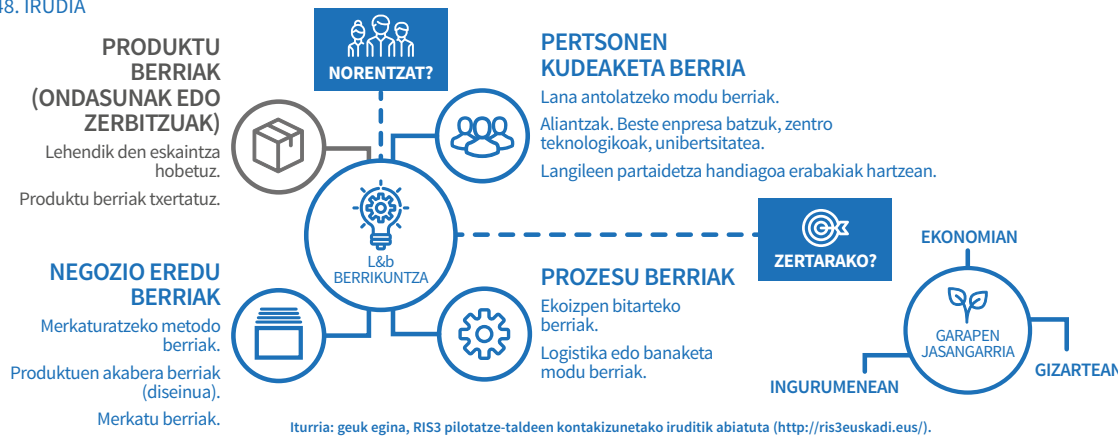 48. IRUDIA
PRODUKTU
BERRIAK
(ONDASUNAK EDO
ZERBITZUAK)
Lehendik den eskaintza
hobetuz.
Produktu berriak txertatuz.
NORENTZAT?
PERTSONEN
KUDEAKETA BERRIA
Lana antolatzeko modu berriak.
Aliantzak. Beste enpresa batzuk, zentro
teknologikoak, unibertsitatea.
Langileen partaidetza handiagoa erabakiak hartzean.
L&b
BERRIKUNTZA
NEGOZIO EREDU
BERRIAK
Merkaturatzeko metodo
berriak.
Produktuen akabera berriak
(diseinua).
Merkatu berriak.
PROZESU BERRIAK
Ekoizpen bitarteko
berriak.
Logistika edo banaketa
modu berriak.
ZERTARAKO?
EKONOMIAN
GARAPEN
JASANGARRIA
GIZARTEAN
INGURUMENEAN
Iturria: geuk egina, RIS3 pilotatze-taldeen kontakizunetako iruditik abiatuta (http://ris3euskadi.eus/).